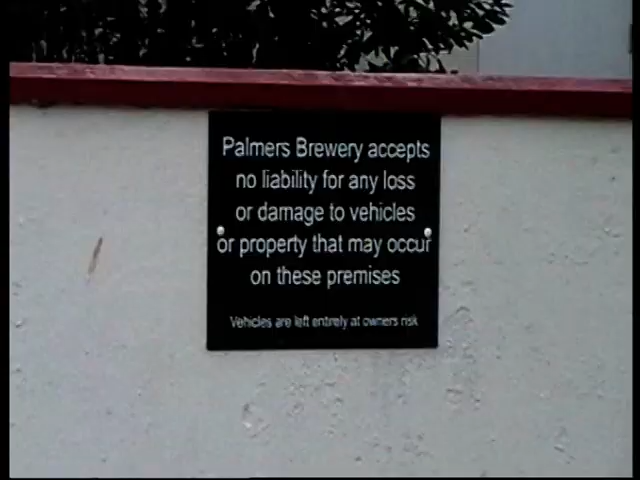 Palmers Brewery accepts
no liability for any loss
or damage to vehicles
or property that may occur
on these premises
Vehicles are left entirely at owners risk